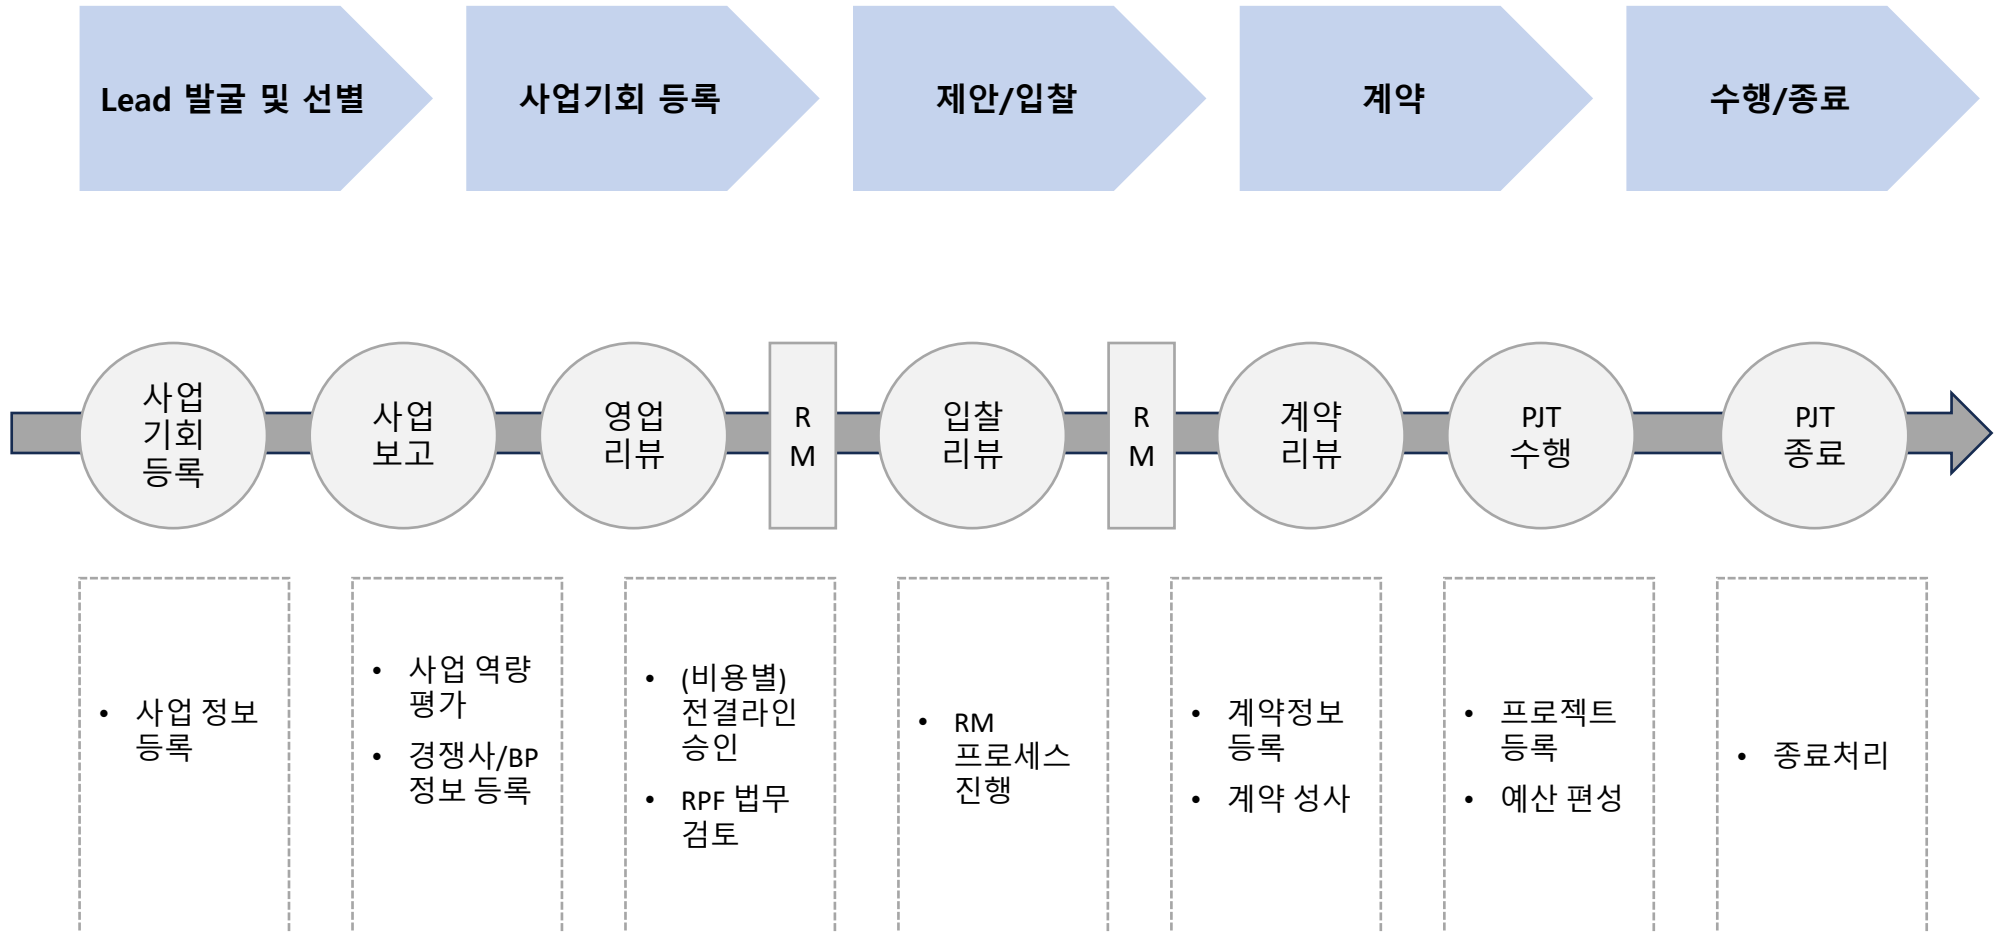 Lead 발굴 및 선별
사업기회 등록
제안/입찰
계약
수행/종료
사업
기회
등록
사업
보고
영업
리뷰
R
M
입찰
리뷰
R
M
계약
리뷰
PJT
수행
PJT
종료
• 사업 정보
등록
• 사업 역량
평가
• 경쟁사/BP
정보 등록
• (비용별)
전결라인
승인
• RPF 법무
검토
• RM
프로세스
진행
• 계약정보
등록
• 계약 성사
• 프로젝트
등록
• 예산 편성
• 종료처리